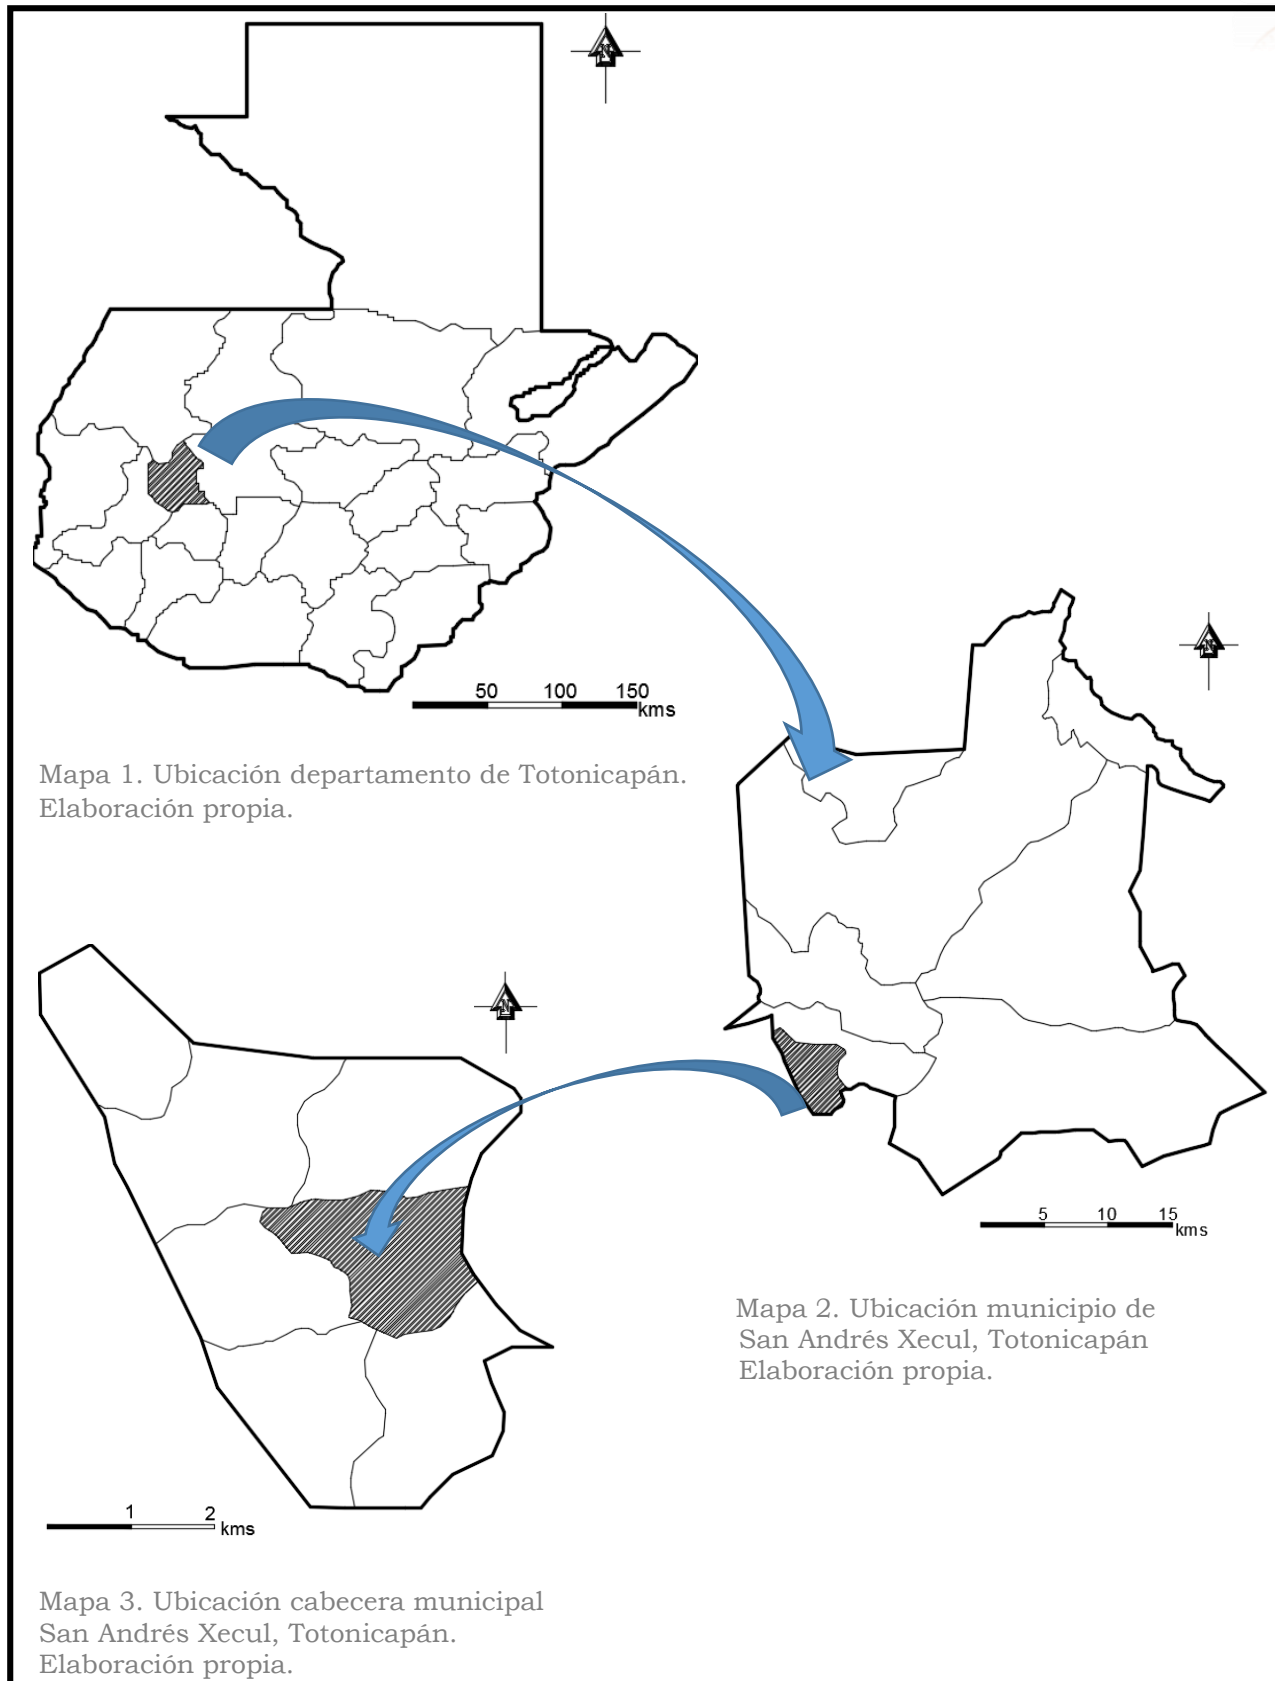 N
50 100 150
kms
Mapa 1. Ubicación departamento de Totonicapán.
Elaboración propia.
N
5 10 15
kms
Mapa 2. Ubicación municipio de
San Andrés Xecul, Totonicapán
Elaboración propia.
N
1 2
kms
Mapa 3. Ubicación cabecera municipal
San Andrés Xecul, Totonicapán.
Elaboración propia.